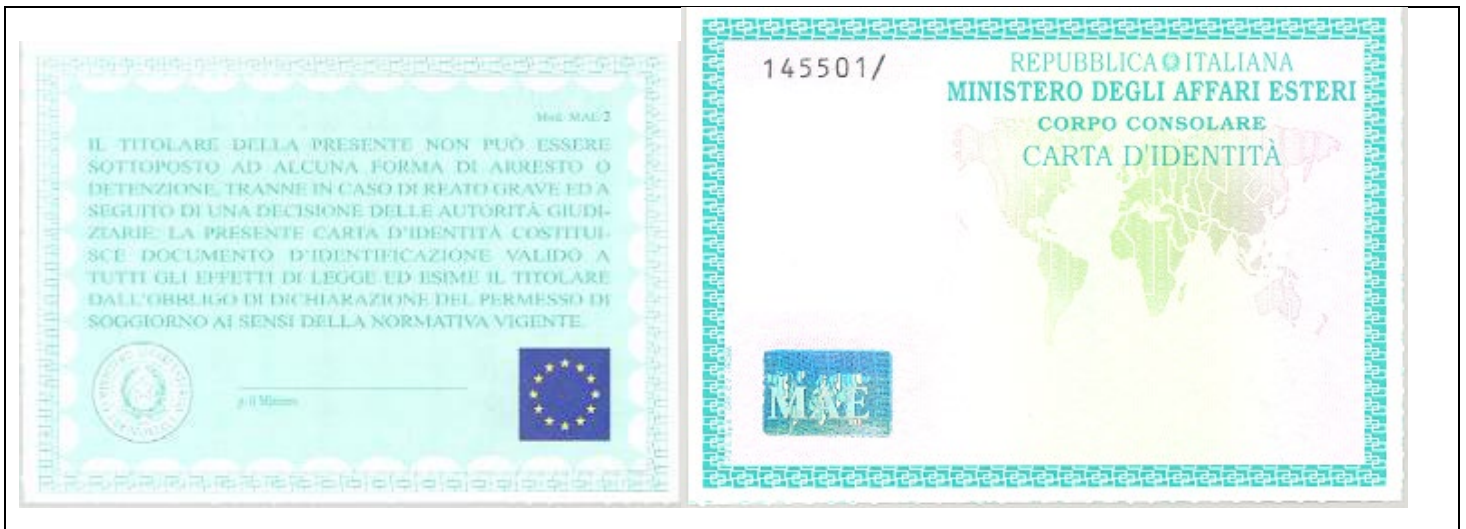 Mod. MAE/2
IL TITOLARE DELLA PRESENTE NON PUÒ ESSERE
SOTTOPOSTO AD ALCUNA FORMA DI ARRESTO O
DETENZIONE, TRANNE IN CASO DI REATO GRAVE ED A
SEGUITO DI UNA DECISIONE DELLE AUTORITÀ GIUDI-
ZIARIE. LA PRESENTE CARTA D'IDENTITÀ COSTITUI-
SCE DOCUMENTO D'IDENTIFICAZIONE VALIDO A
TUTTI GLI EFFETTI DI LEGGE ED ESIME IL TITOLARE
DALL'OBBLIGO DI DICHIARAZIONE DEL PERMESSO DI
SOGGIORNO AI SENSI DELLA NORMATIVA VIGENTE.
p. il Ministro
145501/
REPUBBLICA ITALIANA
MINISTERO DEGLI AFFARI ESTERI
CORPO CONSOLARE
CARTA D'IDENTITÀ
MAE